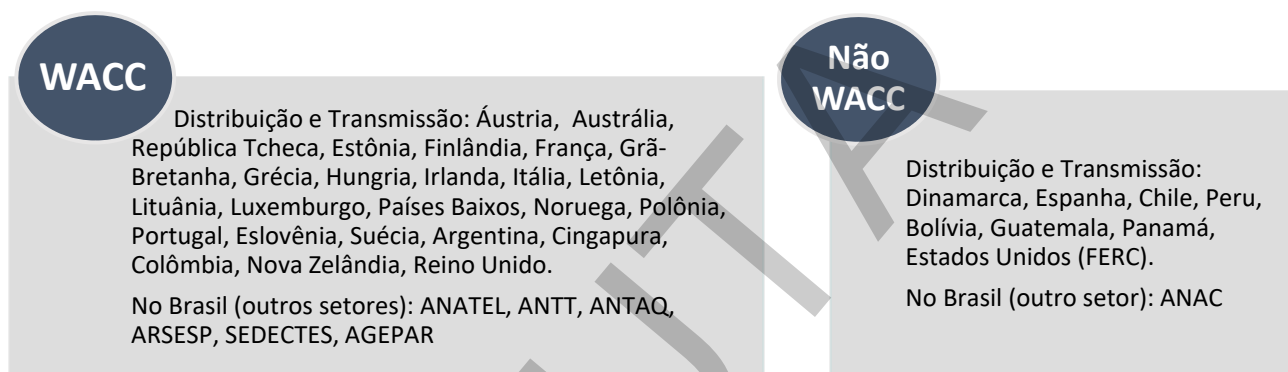 WACC
Distribuição e Transmissão: Áustria, Austrália,
República Tcheca, Estônia, Finlândia, França, Grã-
Bretanha, Grécia, Hungria, Irlanda, Itália, Letônia,
Lituânia, Luxemburgo, Países Baixos, Noruega, Polônia,
Portugal, Eslovênia, Suécia, Argentina, Cingapura,
Colômbia, Nova Zelândia, Reino Unido.
No Brasil (outros setores): ANATEL, ANTT, ANTAQ,
ARSESP, SEDECTES, AGEPAR
Não
WACC
Distribuição e Transmissão:
Dinamarca, Espanha, Chile, Peru,
Bolívia, Guatemala, Panamá,
Estados Unidos (FERC).
No Brasil (outro setor): ANAC
UTA